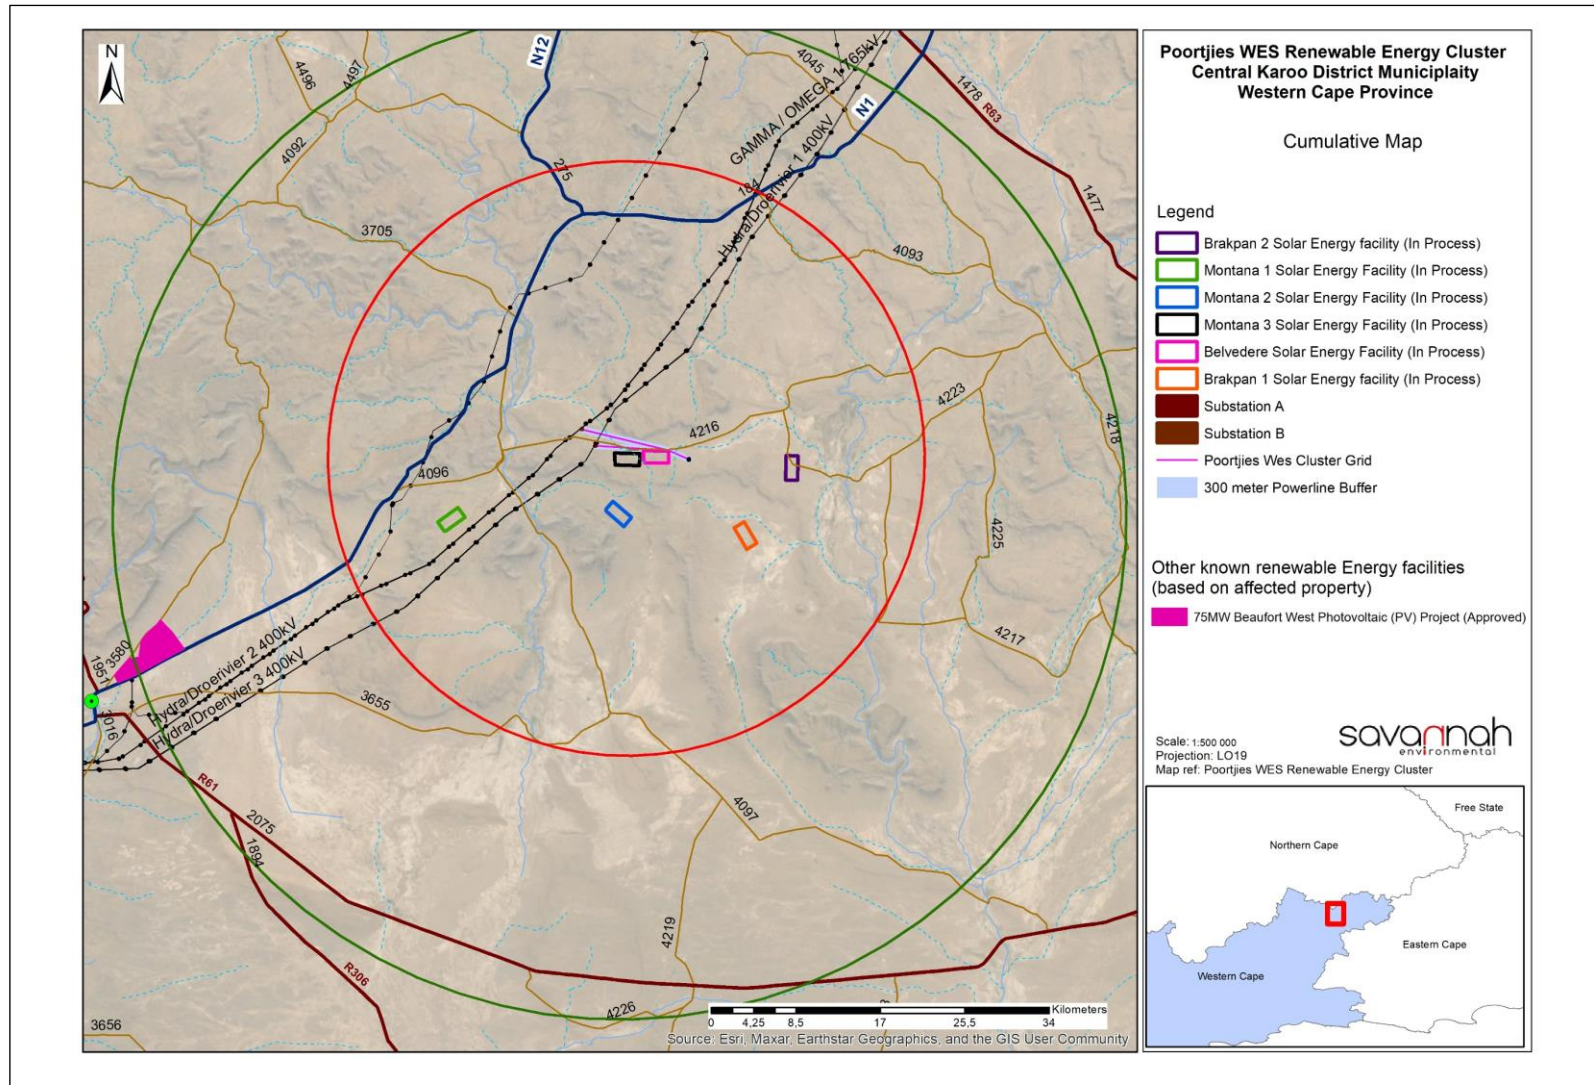 N
N12
4496
4497
4092
275
3705
4045
GAMMA / OMEGA 1 765kV
N1
1478
R63
1477
184
Hydra/Droerivier 1 400kV
4093
4223
4216
4218
4096
4225
4217
3580
1951
3016
Hydra/Droerivier 2 400kV
Hydra/Droerivier 3 400kV
3655
R61
2075
1894
4097
4219
R306
4226
3656
Kilometers
0 4,25 8,5 17 25,5 34
Source: Esri, Maxar, Earthstar Geographics, and the GIS User Community
Poortjies WES Renewable Energy Cluster
Central Karoo District Municiplaity
Western Cape Province
Cumulative Map
Legend
Brakpan 2 Solar Energy facility (In Process)
Montana 1 Solar Energy Facility (In Process)
Montana 2 Solar Energy Facility (In Process)
Montana 3 Solar Energy Facility (In Process)
Belvedere Solar Energy Facility (In Process)
Brakpan 1 Solar Energy facility (In Process)
Substation A
Substation B
Poortjies Wes Cluster Grid
300 meter Powerline Buffer
Other known renewable Energy facilities
(based on affected property)
75MW Beaufort West Photovoltaic (PV) Project (Approved)
Scale: 1:500 000
Projection: LO19
Map ref: Poortjies WES Renewable Energy Cluster
savannah
environmental
Free State
Northern Cape
Eastern Cape
Western Cape